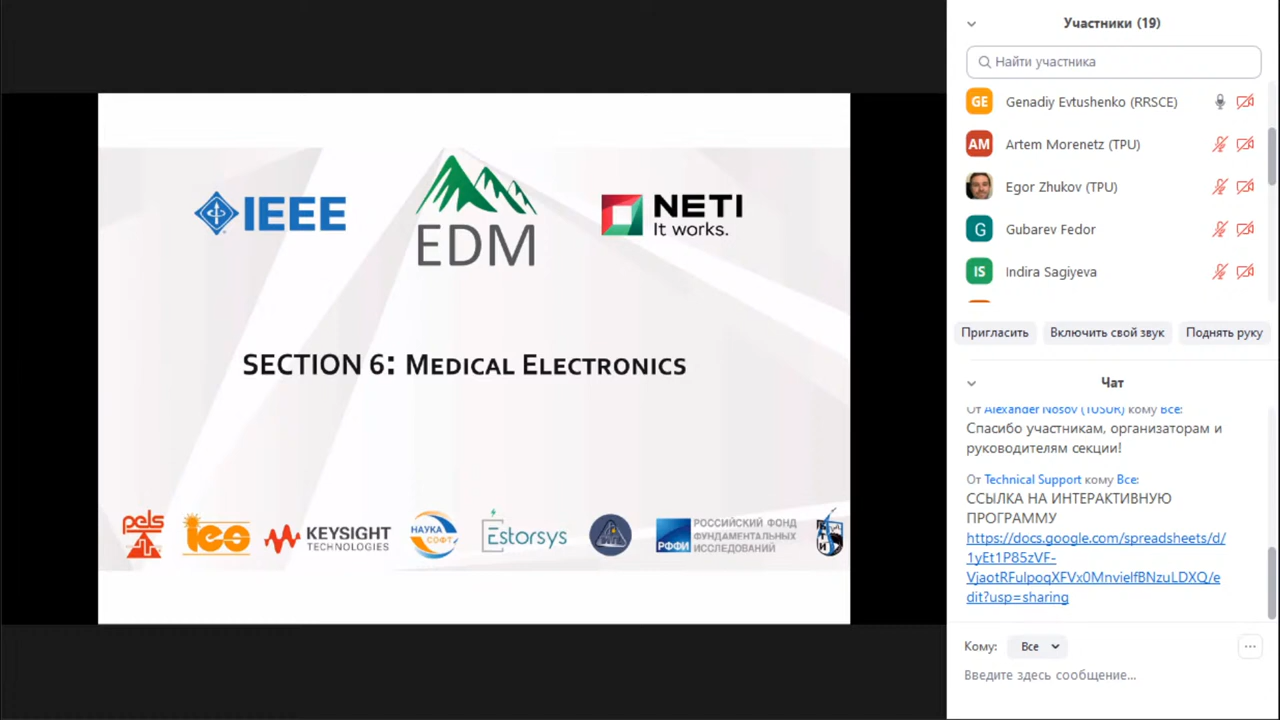 IEEE
EDM
NETI
It works.
SECTION 6: MEDICAL ELECTRONICS
pels
ies
KEYSIGHT
TECHNOLOGIES
НАУКА
СОФТ
Estorsys
РФФИ
РОССИЙСКИЙ ФОНД
ФУНДАМЕНТАЛЬНЫХ
ИССЛЕДОВАНИЙ
Участники (19)
Найти участника
GE
Genadiy Evtushenko (RRSCE)
AM
Artem Morenetz (TPU)
Egor Zhukov (TPU)
G
Gubarev Fedor
IS
Indira Sagiyeva
Пригласить
Включить свой звук
Поднять руку
Чат
От Alexander Nosov (TUSUR) кому Все:
Спасибо участникам, организаторам и
руководителям секции!
От Technical Support кому Все:
ССЫЛКА НА ИНТЕРАКТИВНУЮ
ПРОГРАММУ
https://docs.google.com/spreadsheets/d/
1yEt1P85zVF-
VjaotRFulpoqXFVx0MnvielfBNzuLDXQ/e
dit?usp=sharing
Кому:
Все
Введите здесь сообщение...